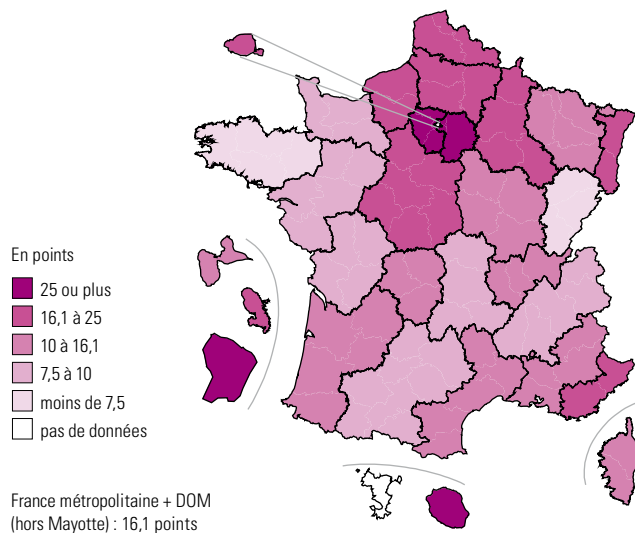 En points
25 ou plus
16,1 à 25
10 à 16,1
7,5 à 10
moins de 7,5
pas de données
France métropolitaine + DOM
(hors Mayotte) : 16,1 points